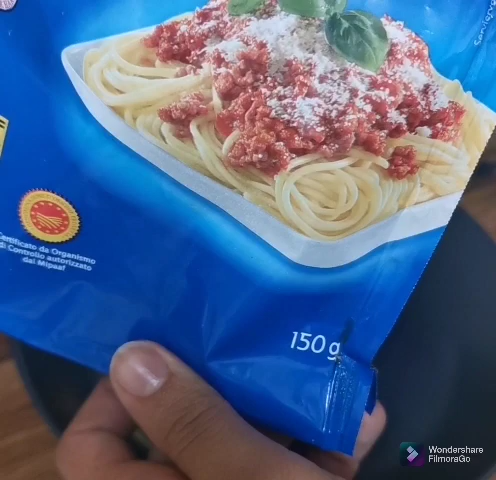 Certificato da Organismo
di Controllo autorizzato
dal Mipaaf
150 g
Wondershare
FilmoraGo